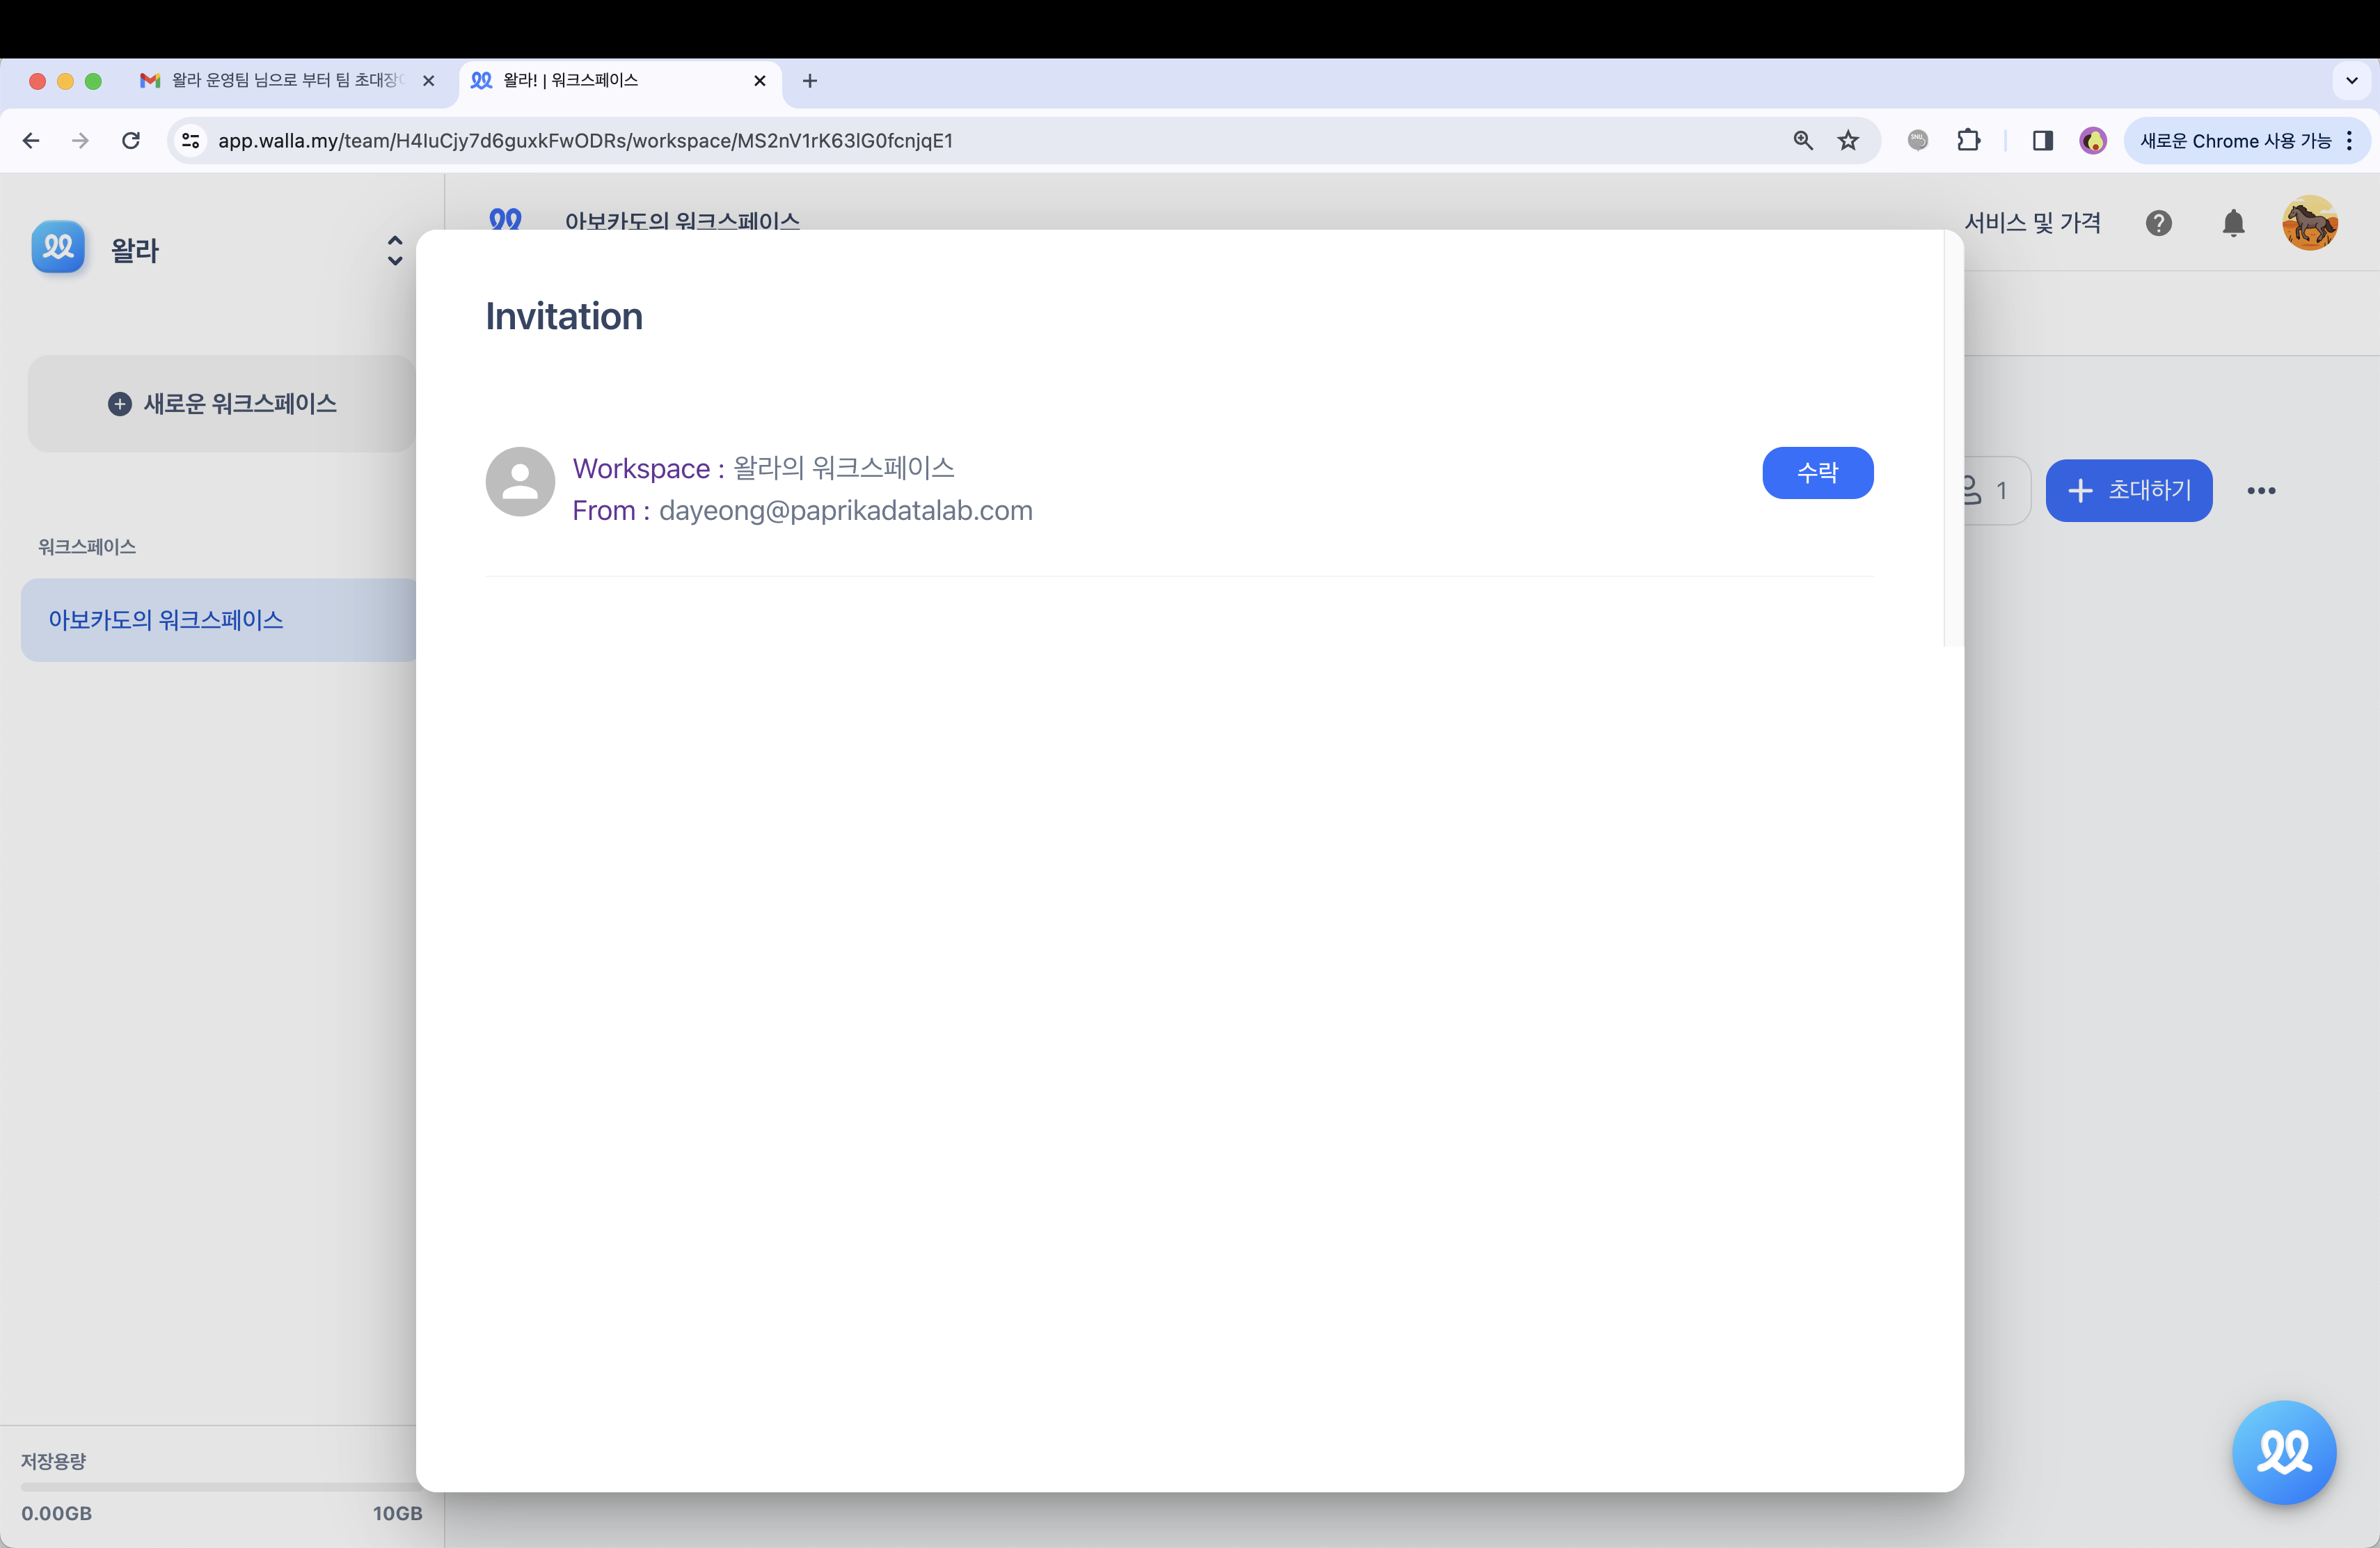 왈라 운영팀 님으로 부터 팀 초대장이
왈라! | 워크스페이스
app.walla.my/team/H4IuCjy7d6guxkFwODRs/workspace/MS2nV1rK63lG0fcnjqE1
새로운 Chrome 사용 가능
왈라
아보카도의 워크스페이스
서비스 및 가격
Invitation
새로운 워크스페이스
Workspace : 왈라의 워크스페이스
From : dayeong@paprikadatalab.com
수락
1
초대하기
워크스페이스
아보카도의 워크스페이스
저장용량
0.00GB
10GB